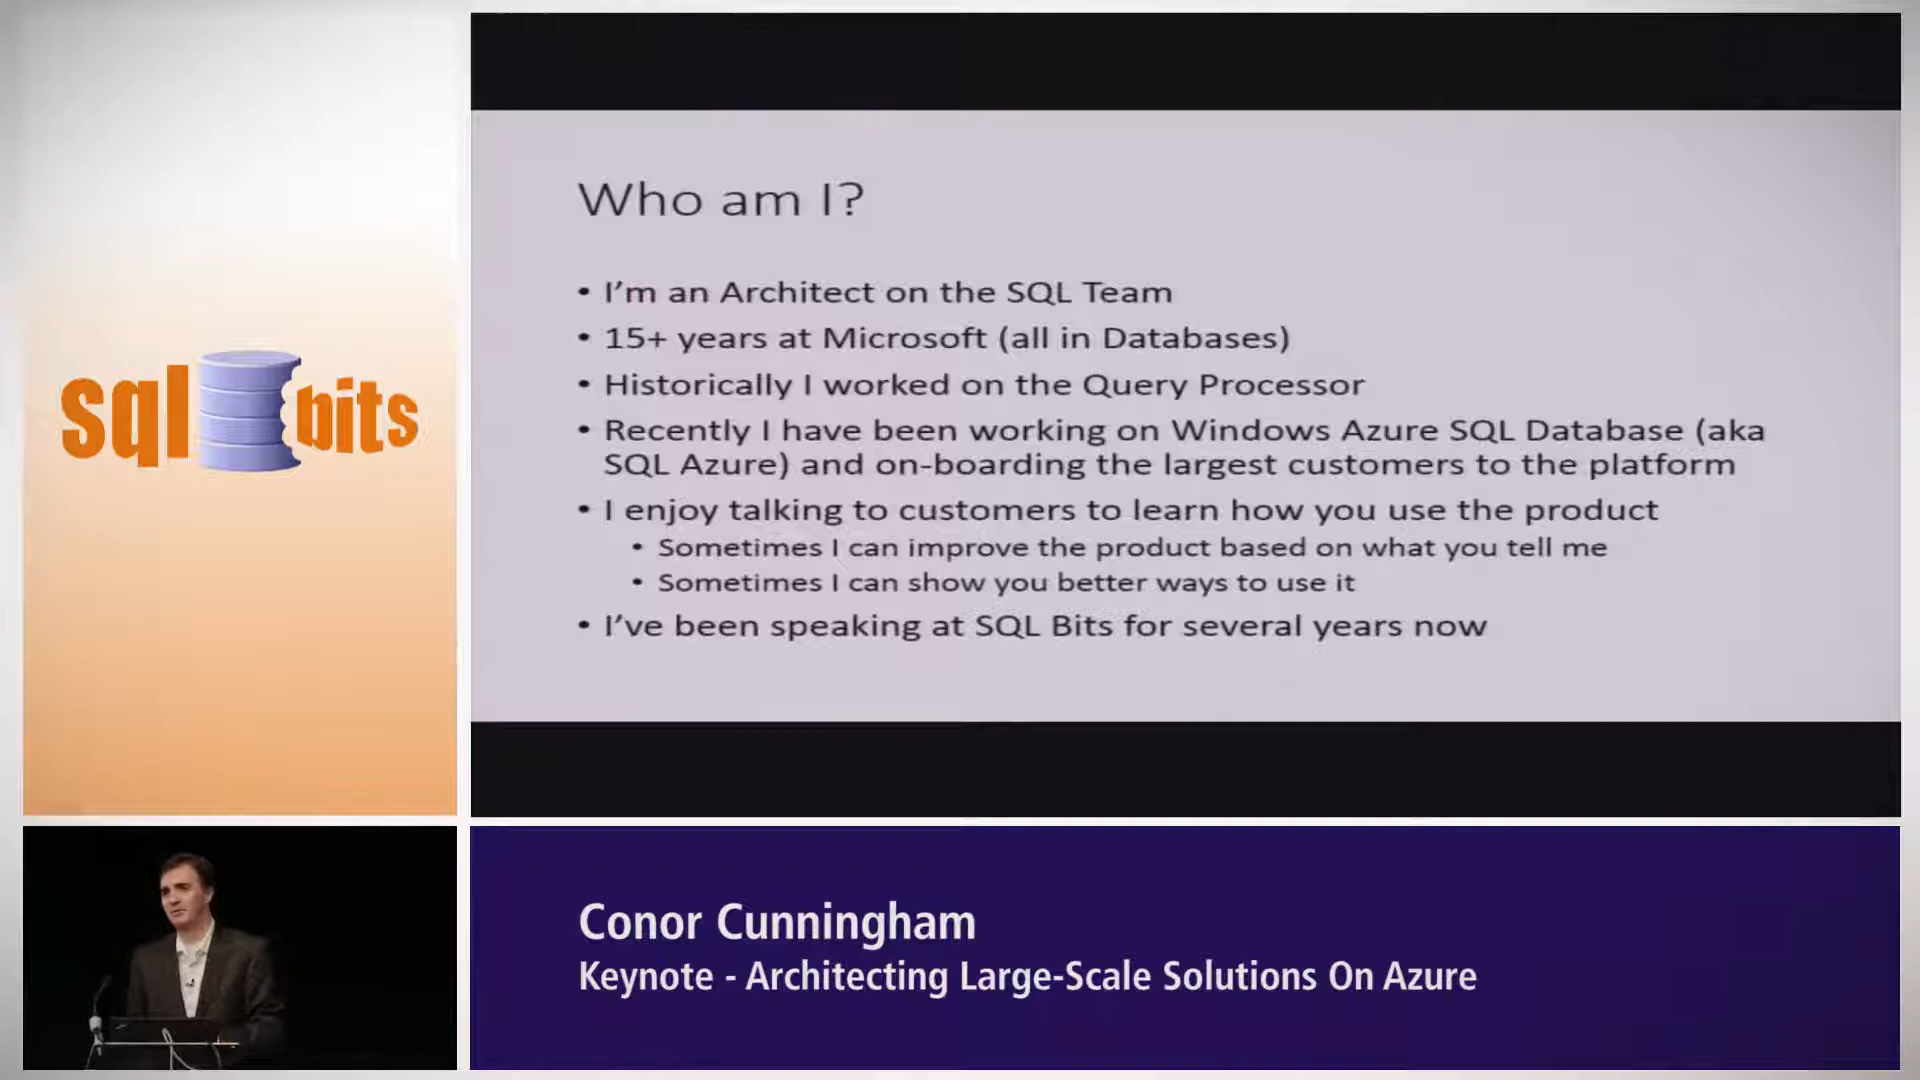 sql bits
Who am I?
• I'm an Architect on the SQL Team
• 15+ years at Microsoft (all in Databases)
• Historically I worked on the Query Processor
• Recently I have been working on Windows Azure SQL Database (aka
SQL Azure) and on-boarding the largest customers to the platform
• I enjoy talking to customers to learn how you use the product
• Sometimes I can improve the product based on what you tell me
• Sometimes I can show you better ways to use it
• I've been speaking at SQL Bits for several years now
Conor Cunningham
Keynote - Architecting Large-Scale Solutions On Azure